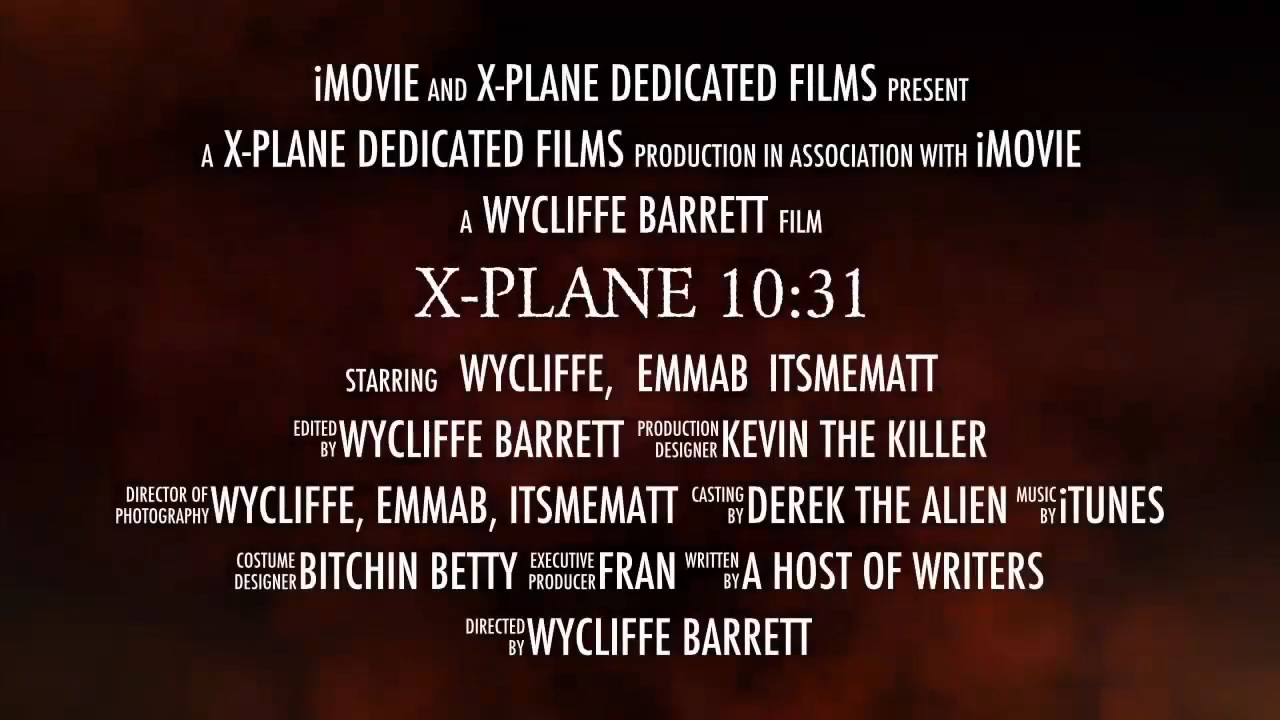 iMOVIE AND X-PLANE DEDICATED FILMS PRESENT
A X-PLANE DEDICATED FILMS PRODUCTION IN ASSOCIATION WITH iMOVIE
A WYCLIFFE BARRETT FILM
X-PLANE 10:31
STARRING WYCLIFFE, EMMAB ITSMEMATT
EDITED BY WYCLIFFE BARRETT PRODUCTION DESIGNER KEVIN THE KILLER
DIRECTOR OF PHOTOGRAPHY WYCLIFFE, EMMAB, ITSMEMATT CASTING BY DEREK THE ALIEN MUSIC BY iTUNES
COSTUME DESIGNER BITCHIN BETTY EXECUTIVE PRODUCER FRAN WRITTEN BY A HOST OF WRITERS
DIRECTED BY WYCLIFFE BARRETT